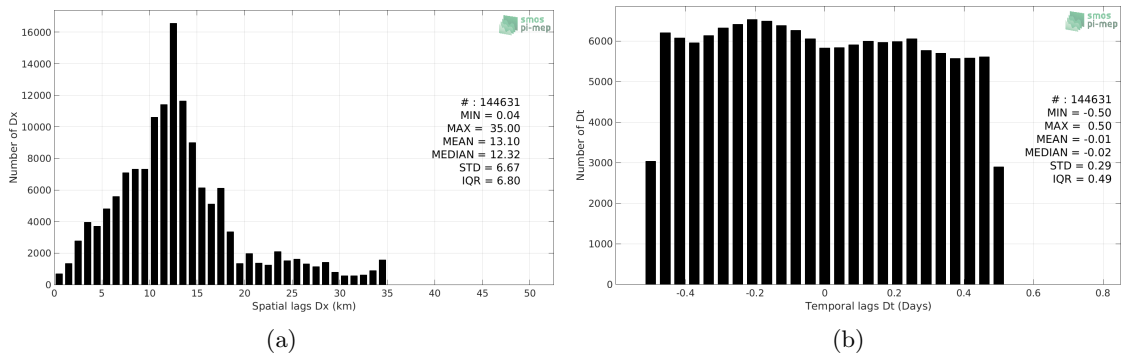 smos
pi-mep
16000
14000
12000
10000
8000
6000
4000
2000
0
Number of Dx
# : 144631
MIN = 0.04
MAX = 35.00
MEAN = 13.10
MEDIAN = 12.32
STD = 6.67
IQR = 6.80
0 5 10 15 20 25 30 35 40 45 50
Spatial lags Dx (km)
(a)
smos
pi-mep
6000
5000
4000
3000
2000
1000
0
Number of Dt
# : 144631
MIN = -0.50
MAX = 0.50
MEAN = -0.01
MEDIAN = -0.02
STD = 0.29
IQR = 0.49
-0.4 -0.2 0 0.2 0.4 0.6 0.8
Temporal lags Dt (Days)
(b)